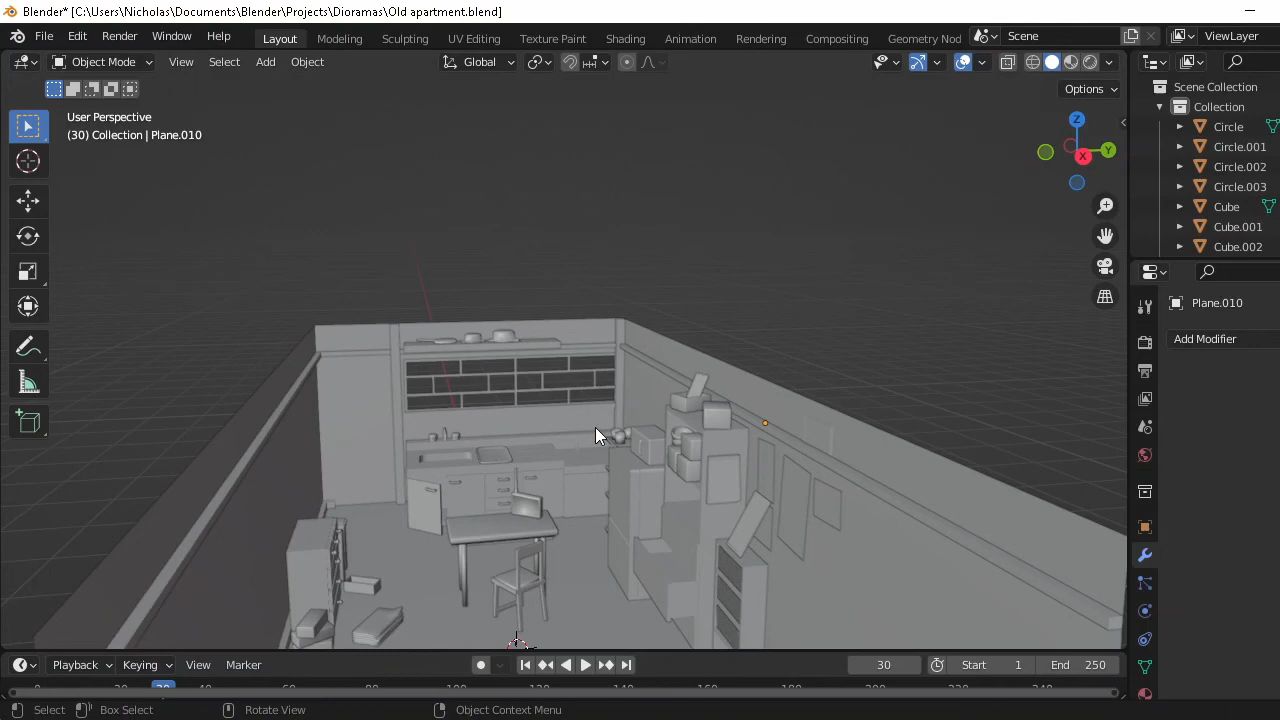 Blender* [C:\Users\Nicholas\Documents\Blender\Projects\Dioramas\Old apartment.blend]
File Edit Render Window Help Layout Modeling Sculpting UV Editing Texture Paint Shading Animation Rendering Compositing Geometry Nod Scene ViewLayer
Object Mode View Select Add Object Global
Options
User Perspective
(30) Collection | Plane.010
Z
Y
X
Scene Collection
Collection
Circle
Circle.001
Circle.002
Circle.003
Cube
Cube.001
Cube.002
Plane.010
Add Modifier
Playback Keying View Marker 30 Start 1 End 250
Select Box Select Rotate View Object Context Menu